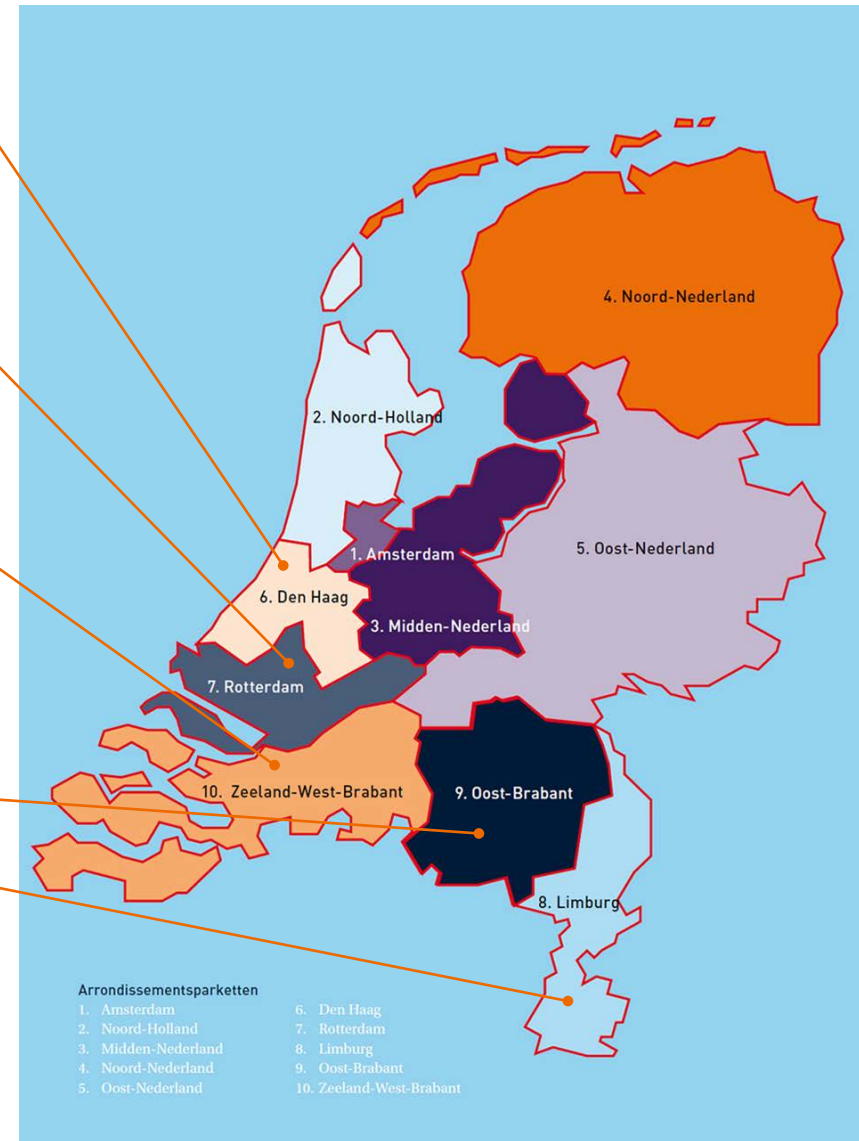 4. Noord-Nederland
2. Noord-Holland
5. Oost-Nederland
1. Amsterdam
6. Den Haag
3. Midden-Nederland
7. Rotterdam
10. Zeeland-West-Brabant
9. Oost-Brabant
8. Limburg
Arrondissementsparketten
1. Amsterdam
2. Noord-Holland
3. Midden-Nederland
4. Noord-Nederland
5. Oost-Nederland
6. Den Haag
7. Rotterdam
8. Limburg
9. Oost-Brabant
10. Zeeland-West-Brabant